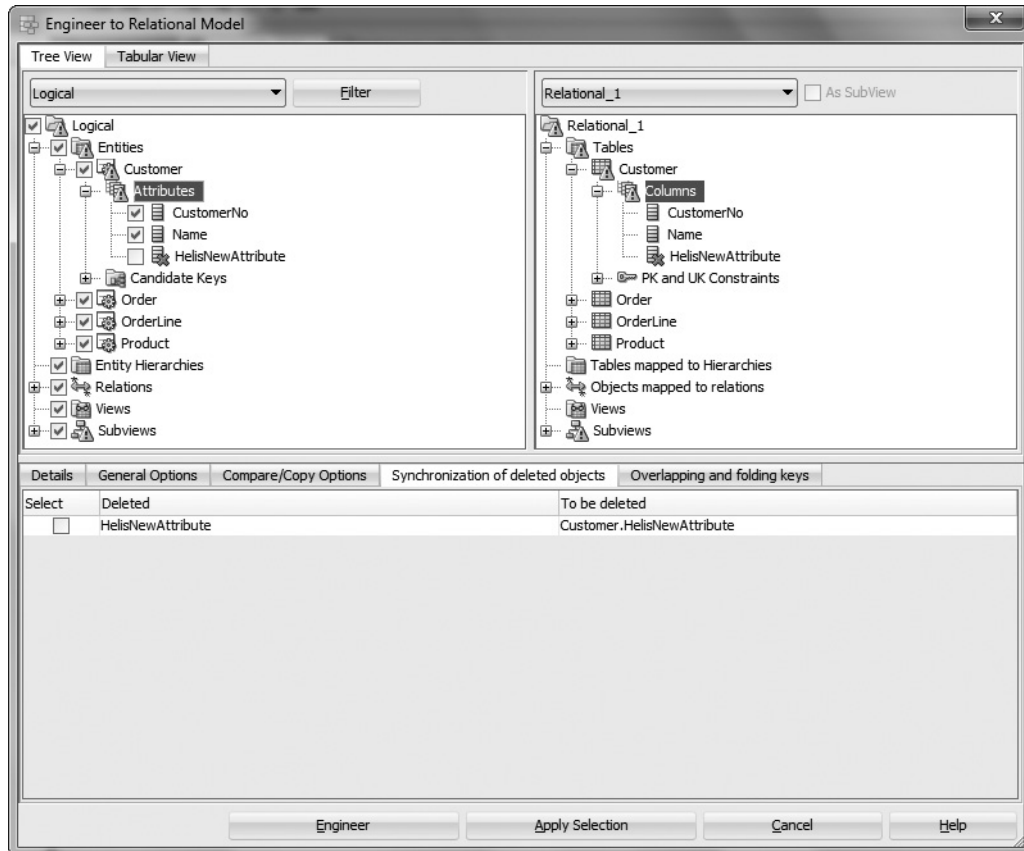 Engineer to Relational Model
Tree View Tabular View
Logical Filter Relational_1 As SubView
Logical Relational_1
Entities Tables
Customer Customer
Attributes Columns
CustomerNo CustomerNo
Name Name
HelisNewAttribute HelisNewAttribute
Candidate Keys PK and UK Constraints
Order Order
OrderLine OrderLine
Product Product
Entity Hierarchies Tables mapped to Hierarchies
Relations Objects mapped to relations
Views Views
Subviews Subviews
Details General Options Compare/Copy Options Synchronization of deleted objects Overlapping and folding keys
Select Deleted To be deleted
HelisNewAttribute Customer.HelisNewAttribute
Engineer Apply Selection Cancel Help